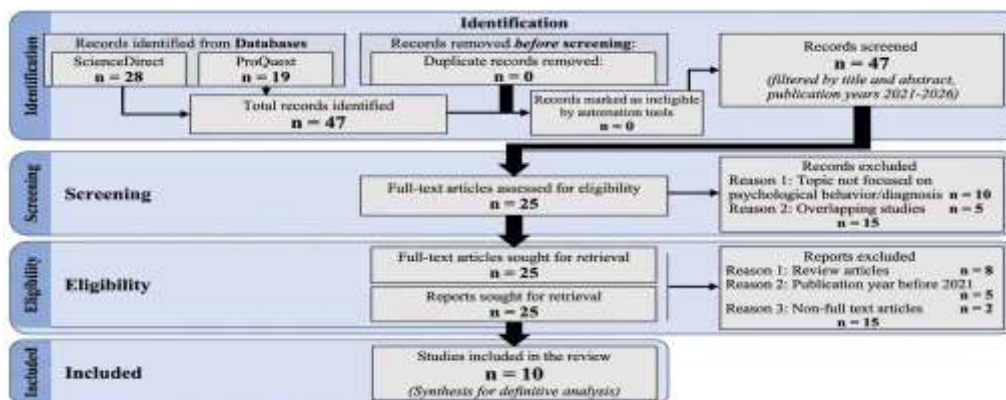 Identification
Identification
Records identified from Databases
ScienceDirect
n = 28
ProQuest
n = 19
Total records identified
n = 47
Records removed before screening:
Duplicate records removed:
n = 0
Records marked as ineligible
by automation tools
n = 0
Records screened
n = 47
(filtered by title and abstract,
publication years 2021-2026)
Screening
Screening
Full-text articles assessed for eligibility
n = 25
Records excluded
Reason 1: Topic not focused on
psychological behavior/diagnosis n = 10
Reason 2: Overlapping studies n = 5
n = 15
Eligibility
Eligibility
Full-text articles sought for retrieval
n = 25
Reports sought for retrieval
n = 25
Reports excluded
Reason 1: Review articles n = 8
Reason 2: Publication year before 2021
n = 5
Reason 3: Non-full text articles n = 2
n = 15
Included
Included
Studies included in the review
n = 10
(Synthesis for definitive analysis)